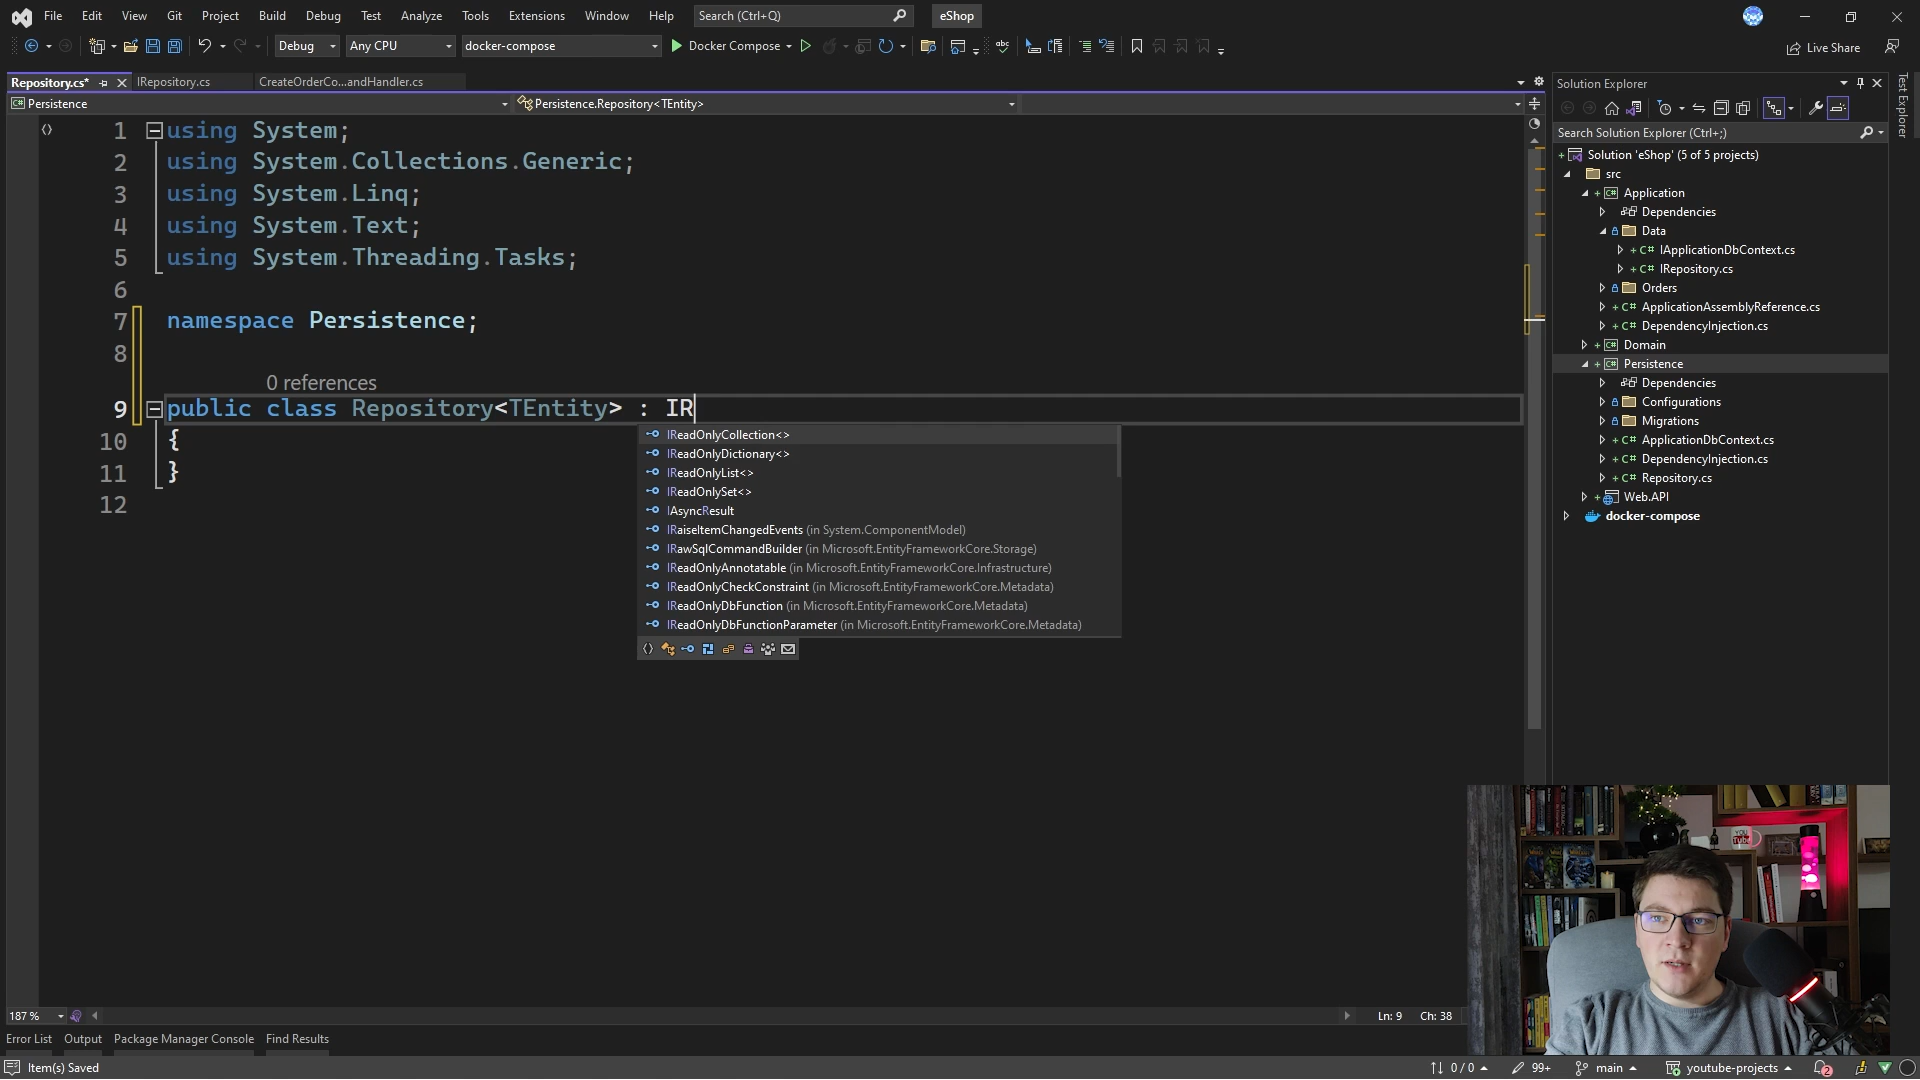 File Edit View Git Project Build Debug Test Analyze Tools Extensions Window Help Search (Ctrl+Q) eShop
Debug Any CPU docker-compose Docker Compose Live Share
Repository.cs* IRepository.cs CreateOrderCo...andHandler.cs
Persistence Persistence.Repository<TEntity>
1 using System;
2 using System.Collections.Generic;
3 using System.Linq;
4 using System.Text;
5 using System.Threading.Tasks;
6
7 namespace Persistence;
8
0 references
9 public class Repository<TEntity> : IR
10 {
11 }
12
IReadOnlyCollection<>
IReadOnlyDictionary<>
IReadOnlyList<>
IReadOnlySet<>
IAsyncResult
IRaiseItemChangedEvents (in System.ComponentModel)
IRawSqlCommandBuilder (in Microsoft.EntityFrameworkCore.Storage)
IReadOnlyAnnotatable (in Microsoft.EntityFrameworkCore.Infrastructure)
IReadOnlyCheckConstraint (in Microsoft.EntityFrameworkCore.Metadata)
IReadOnlyDbFunction (in Microsoft.EntityFrameworkCore.Metadata)
IReadOnlyDbFunctionParameter (in Microsoft.EntityFrameworkCore.Metadata)
Solution Explorer
Search Solution Explorer (Ctrl+;)
Solution 'eShop' (5 of 5 projects)
src
Application
Dependencies
Data
C# IApplicationDbContext.cs
C# IRepository.cs
Orders
C# ApplicationAssemblyReference.cs
C# DependencyInjection.cs
Domain
Persistence
Dependencies
Configurations
Migrations
C# ApplicationDbContext.cs
C# DependencyInjection.cs
C# Repository.cs
Web.API
docker-compose
Test Explorer
187 % Ln: 9 Ch: 38
Error List Output Package Manager Console Find Results
Item(s) Saved 0 / 0 99+ main youtube-projects 2